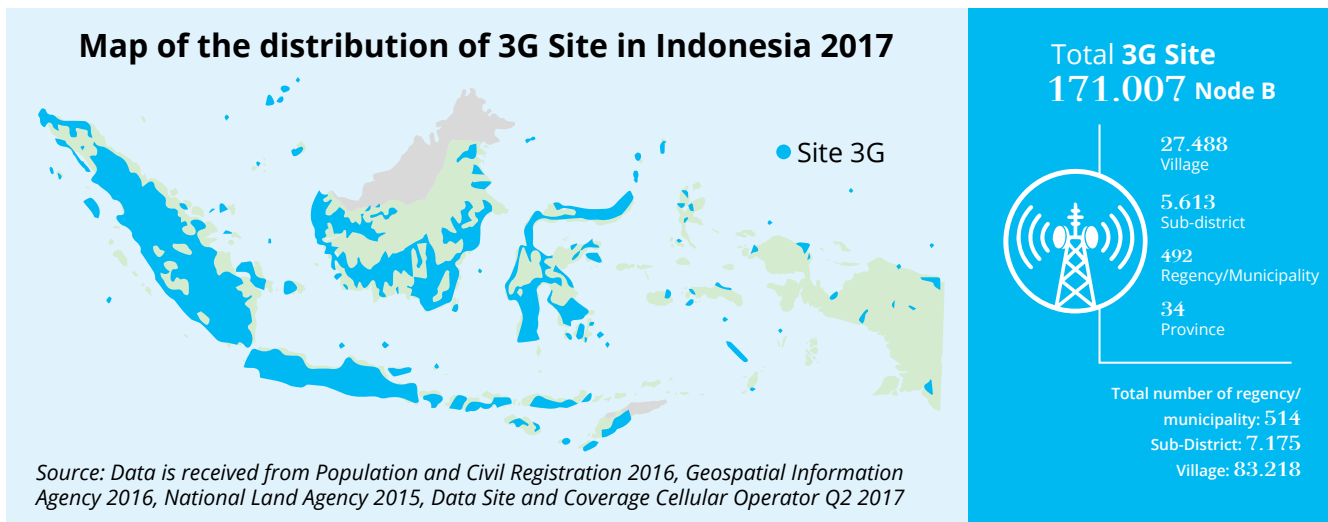 Map of the distribution of 3G Site in Indonesia 2017
Site 3G
Source: Data is received from Population and Civil Registration 2016, Geospatial Information
Agency 2016, National Land Agency 2015, Data Site and Coverage Cellular Operator Q2 2017
Total 3G Site
171.007 Node B
27.488
Village
5.613
Sub-district
492
Regency/Municipality
34
Province
Total number of regency/
municipality: 514
Sub-District: 7.175
Village: 83.218